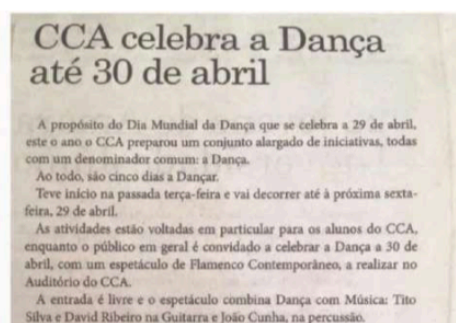 CCA celebra a Dança
até 30 de abril
A propósito do Dia Mundial da Dança que se celebra a 29 de abril,
este o ano o CCA preparou um conjunto alargado de iniciativas, todas
com um denominador comum: a Dança.
Ao todo, são cinco dias a Dançar.
Teve início na passada terça-feira e vai decorrer até à próxima sexta-
feira, 29 de abril.
As atividades estão voltadas em particular para os alunos do CCA,
enquanto o público em geral é convidado a celebrar a Dança a 30 de
abril, com um espetáculo de Flamenco Contemporâneo, a realizar no
Auditório do CCA.
A entrada é livre e o espetáculo combina Dança com Música: Tito
Silva e David Ribeiro na Guitarra e João Cunha, na percussão.